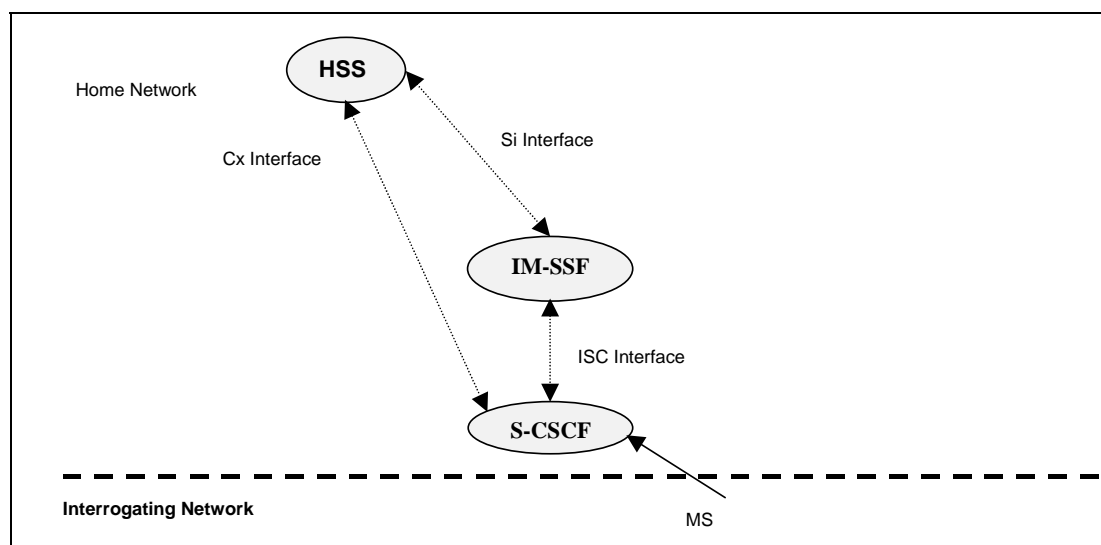 HSS
Home Network
Si Interface
Cx Interface
IM-SSF
ISC Interface
S-CSCF
Interrogating Network
MS